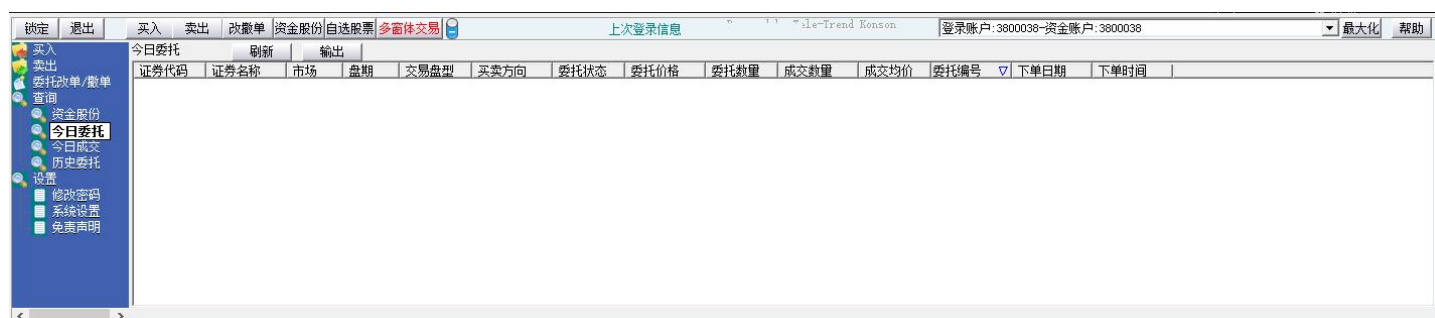 锁定 退出 买入 卖出 改撤单 资金股份 自选股票 多窗体交易 上次登录信息 le-Trend Konson 登录账户:3800038-资金账户:3800038 最大化 帮助
买入
卖出
委托改单/撤单
查询
资金股份
今日委托
今日成交
历史委托
设置
修改密码
系统设置
免责声明
今日委托 刷新 输出
证券代码 证券名称 市场 盘期 交易盘型 买卖方向 委托状态 委托价格 委托数量 成交数量 成交均价 委托编号 下单日期 下单时间